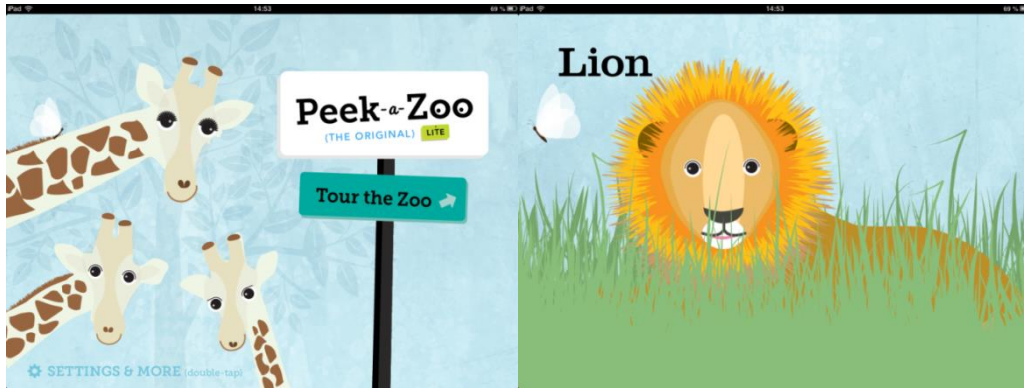 iPad 14:53 69 %
Peek-a-Zoo
(THE ORIGINAL) LITE
Tour the Zoo
SETTINGS & MORE (double-tap)
iPad 14:53 69 %
Lion